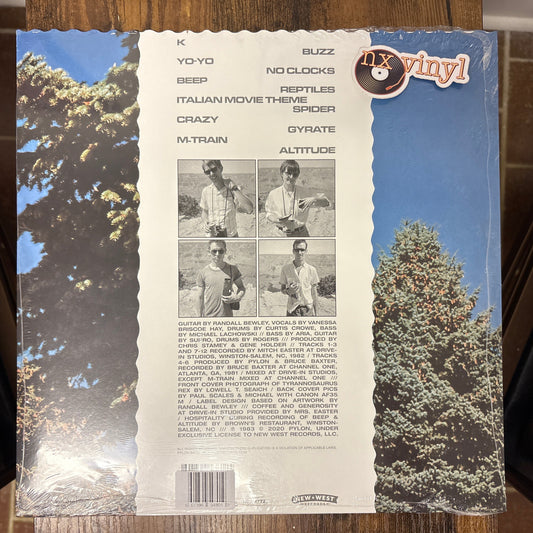 K
BUZZ
YO-YO
NO CLOCKS
BEEP
REPTILES
ITALIAN MOVIE THEME
SPIDER
CRAZY
GYRATE
M-TRAIN
ALTITUDE
nx vinyl
GUITAR BY RANDALL BEWLEY, VOCALS BY VANESSA
BRISCOE HAY, DRUMS BY CURTIS CROWE, BASS
BY MICHAEL LACHOWSKI // BASS BY ARIA, GUITAR
BY SUI-RO, DRUMS BY ROGERS /// PRODUCED BY
CHRIS STAMEY & GENE HOLDER // TRACKS 1-3
AND 7-12 RECORDED BY MITCH EASTER AT DRIVE-
IN STUDIOS, WINSTON-SALEM, NC, 1982 / TRACKS
4-6 PRODUCED BY PYLON & BRUCE BAXTER,
RECORDED BY BRUCE BAXTER AT CHANNEL ONE,
ATLANTA, GA, 1981 / MIXED AT DRIVE-IN STUDIOS,
EXCEPT M-TRAIN MIXED AT CHANNEL ONE ///
FRONT COVER PHOTOGRAPH OF TYRANNOSAURUS
REX BY LOWELL T. SEAICH / BACK COVER PICS
BY PAUL SCALES & MICHAEL WITH CANON AF35
M / LABEL DESIGN BASED ON ARTWORK BY
RANDALL BEWLEY /// COFFEE AND GENEROSITY
AT DRIVE-IN STUDIO PROVIDED BY MRS. EASTER
/ HOSPITALITY DURING RECORDING OF BEEP &
ALTITUDE BY BROWN'S RESTAURANT, WINSTON-
SALEM, NO /// ℗ 1983 © 2020 PYLON, UNDER
EXCLUSIVE LICENSE TO NEW WEST RECORDS, LLC.
NEW WEST